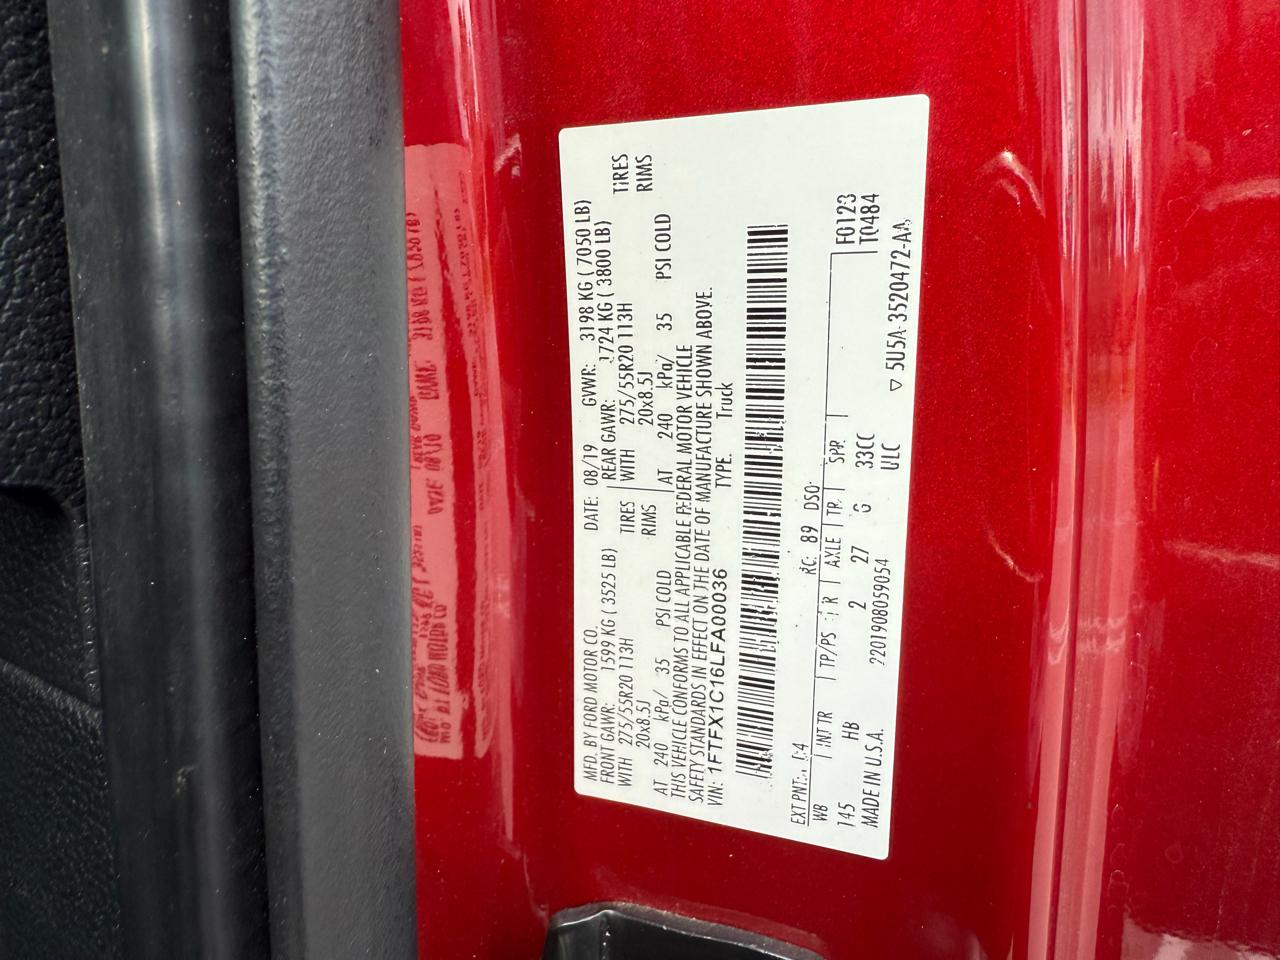 MFD. BY FORD MOTOR CO. DATE: 08/19 GVWR: 3198 KG ( 7050 LB)
FRONT GAWR: 1599 KG ( 3525 LB) REAR GAWR: 1724 KG ( 3800 LB)
WITH 275/55R20 113H TIRES WITH 275/55R20 113H TIRES
20x8.5J RIMS 20x8.5J RIMS
AT 240 kPa/ 35 PSI COLD AT 240 kPa/ 35 PSI COLD
THIS VEHICLE CONFORMS TO ALL APPLICABLE FEDERAL MOTOR VEHICLE
SAFETY STANDARDS IN EFFECT ON THE DATE OF MANUFACTURE SHOWN ABOVE.
VIN: 1FTFX1C16LFA00036 TYPE: Truck
EXT PNT: D4 RC: 89 DSO: F0123
WB INT TR TP/PS R AXLE TR SPR T0484
145 HB 2 27 6 33CC
MADE IN U.S.A. 2201908059054 ULC ▽ 5U5A-3520472-AA